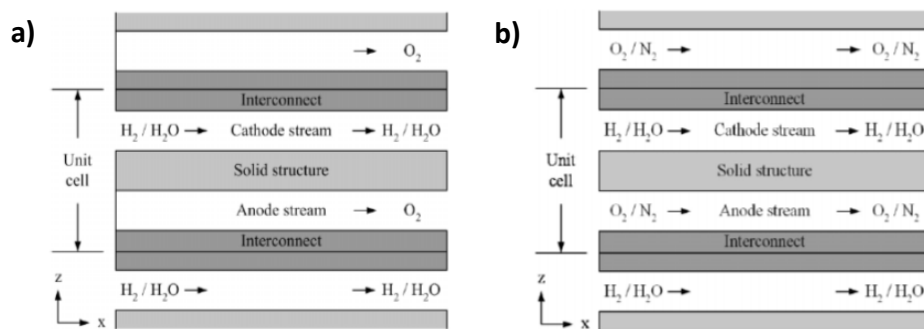 a)
→ O₂
Interconnect
H₂ / H₂O → Cathode stream → H₂ / H₂O
Unit
cell
Solid structure
Anode stream → O₂
Interconnect
H₂ / H₂O → → H₂ / H₂O
z
x
b)
O₂ / N₂ → → O₂ / N₂
Interconnect
H₂ / H₂O → Cathode stream → H₂ / H₂O
Unit
cell
Solid structure
O₂ / N₂ → Anode stream → O₂ / N₂
Interconnect
H₂ / H₂O → → H₂ / H₂O
z
x